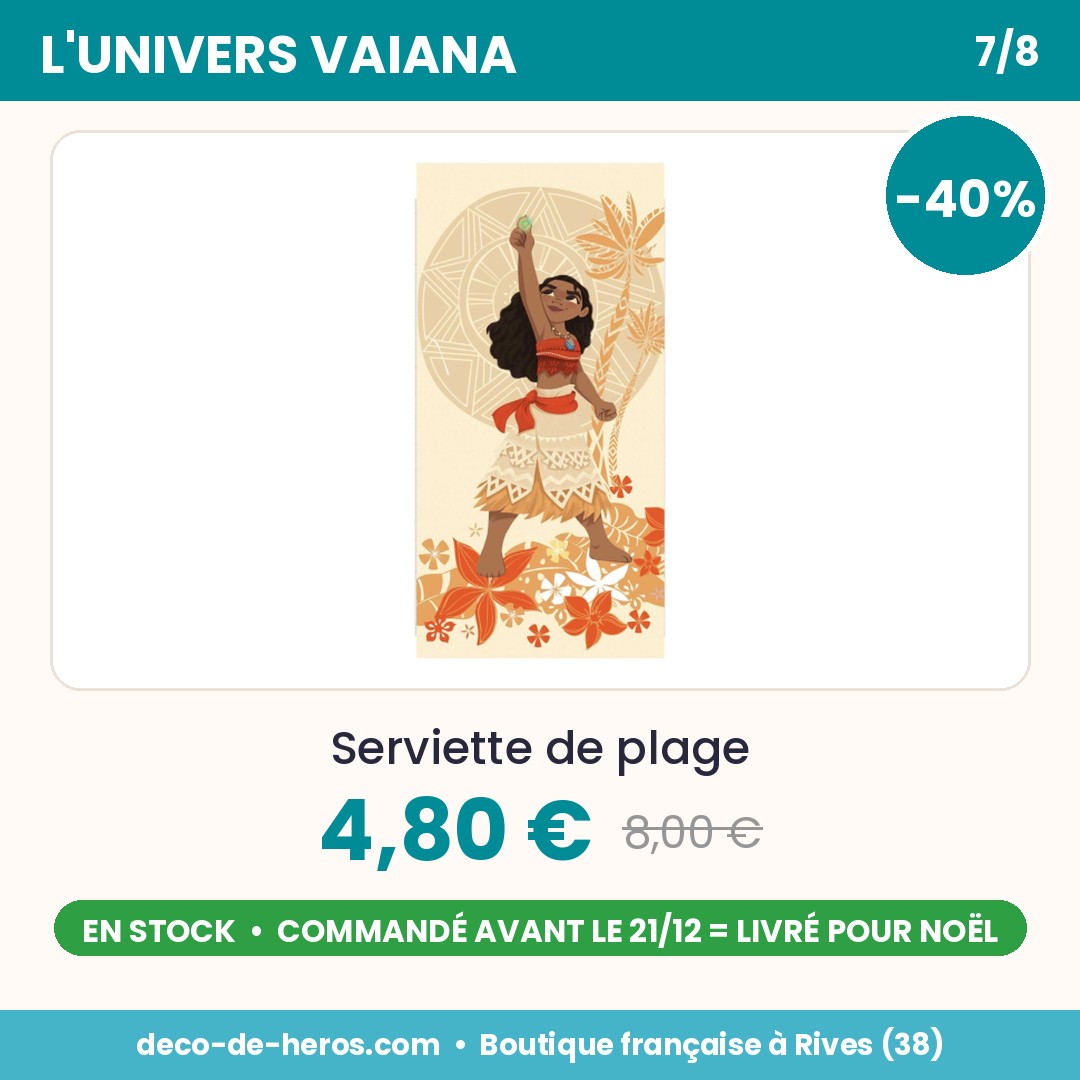 L'UNIVERS VAIANA
7/8
-40%
Serviette de plage
4,80 € 8,00 €
EN STOCK • COMMANDÉ AVANT LE 21/12 = LIVRÉ POUR NOËL
deco-de-heros.com • Boutique française à Rives (38)